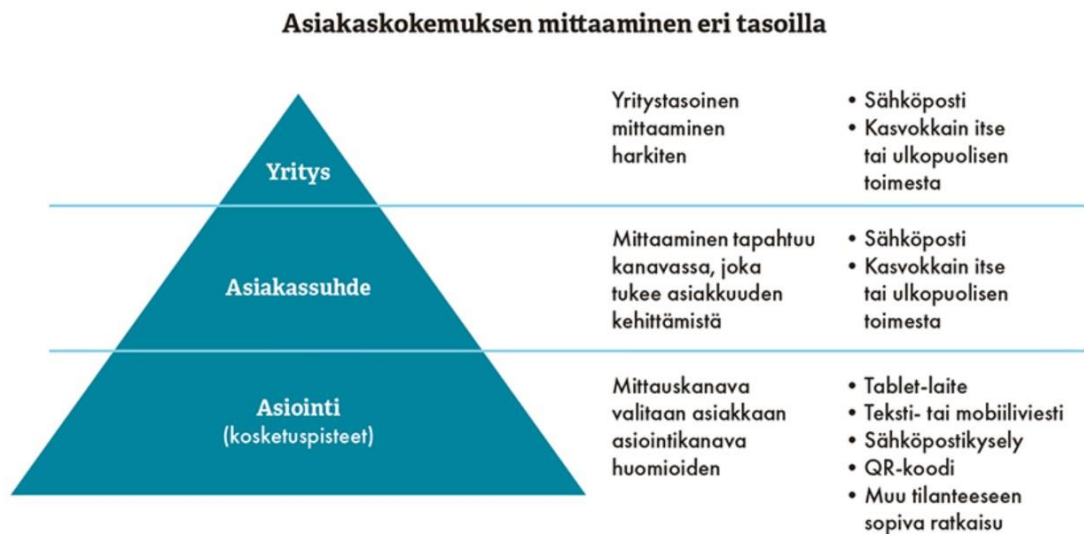 Asiakaskokemuksen mittaaminen eri tasoilla
Yritys
Yritystasoinen
mittaaminen
harkiten
• Sähköposti
• Kasvokkain itse
tai ulkopuolisen
toimesta
Asiakassuhde
Mittaaminen tapahtuu
kanavassa, joka
tukee asiakkuuden
kehittämistä
• Sähköposti
• Kasvokkain itse
tai ulkopuolisen
toimesta
Asiointi
(kosketuspisteet)
Mittauskanava
valitaan asiakkaan
asiointikanava
huomioiden
• Tablet-laite
• Teksti- tai mobiiliviesti
• Sähköpostikysely
• QR-koodi
• Muu tilanteeseen
sopiva ratkaisu